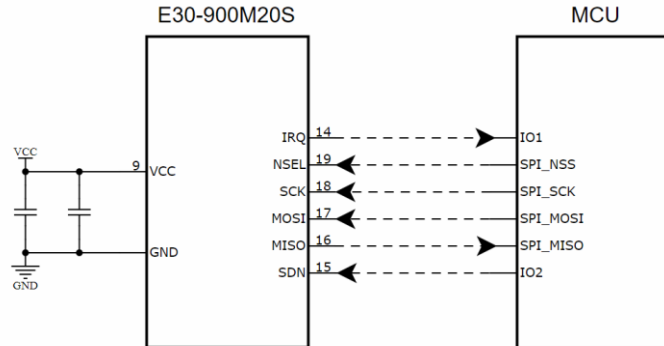 E30-900M20S MCU
IRQ 14 IO1
NSEL 19 SPI_NSS
VCC 9 VCC
SCK 18 SPI_SCK
MOSI 17 SPI_MOSI
MISO 16 SPI_MISO
GND
SDN 15 IO2
GND